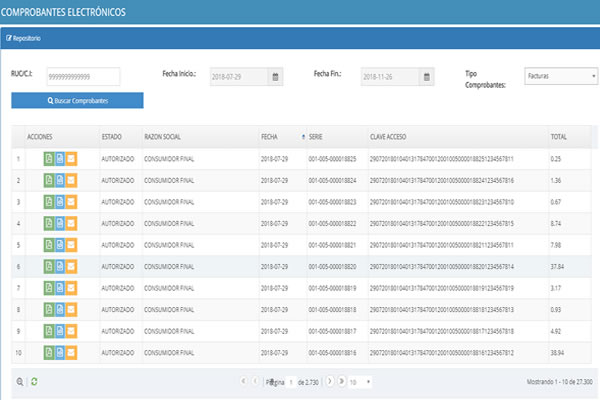 COMPROBANTES ELECTRÓNICOS
Repositorio
RUC/C.I: 9999999999999 Fecha Inicio.: 2018-07-29 Fecha Fin.: 2018-11-26 Tipo Comprobantes: Facturas
Buscar Comprobantes
ACCIONES ESTADO RAZON SOCIAL FECHA SERIE CLAVE ACCESO TOTAL
1 AUTORIZADO CONSUMIDOR FINAL 2018-07-29 001-005-000018825 2907201801040131784700120010050000188251234567811 0.25
2 AUTORIZADO CONSUMIDOR FINAL 2018-07-29 001-005-000018824 2907201801040131784700120010050000188241234567816 1.36
3 AUTORIZADO CONSUMIDOR FINAL 2018-07-29 001-005-000018823 2907201801040131784700120010050000188231234567810 0.67
4 AUTORIZADO CONSUMIDOR FINAL 2018-07-29 001-005-000018822 2907201801040131784700120010050000188221234567815 8.74
5 AUTORIZADO CONSUMIDOR FINAL 2018-07-29 001-005-000018821 2907201801040131784700120010050000188211234567811 7.98
6 AUTORIZADO CONSUMIDOR FINAL 2018-07-29 001-005-000018820 2907201801040131784700120010050000188201234567814 37.84
7 AUTORIZADO CONSUMIDOR FINAL 2018-07-29 001-005-000018819 2907201801040131784700120010050000188191234567819 3.17
8 AUTORIZADO CONSUMIDOR FINAL 2018-07-29 001-005-000018818 2907201801040131784700120010050000188181234567813 0.93
9 AUTORIZADO CONSUMIDOR FINAL 2018-07-29 001-005-000018817 2907201801040131784700120010050000188171234567818 4.92
10 AUTORIZADO CONSUMIDOR FINAL 2018-07-29 001-005-000018816 2907201801040131784700120010050000188161234567812 38.94
Página 1 de 2.730 10 Mostrando 1 - 10 de 27.300